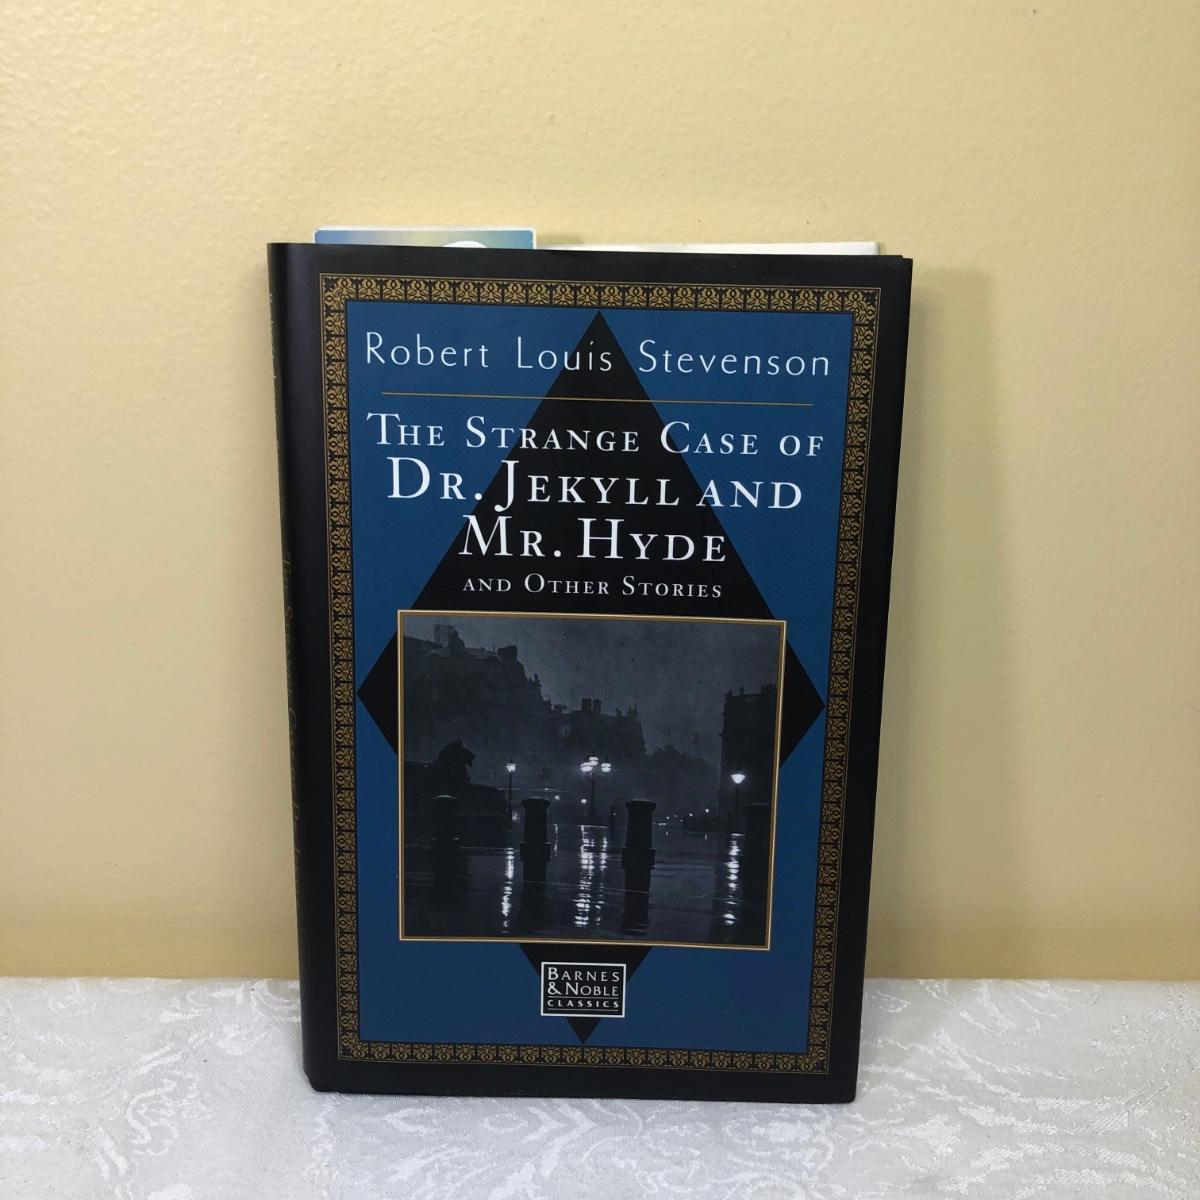 Robert Louis Stevenson
THE STRANGE CASE OF
DR. JEKYLL AND
MR. HYDE
AND OTHER STORIES
BARNES
& NOBLE
CLASSICS